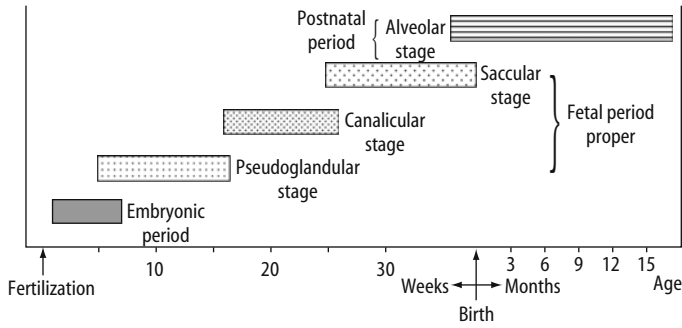 Postnatal
period
Alveolar
stage
Saccular
stage
Fetal period
proper
Canalicular
stage
Pseudoglandular
stage
Embryonic
period
10
20
30
3
6
9
12
15
Fertilization
Weeks
Months
Age
Birth